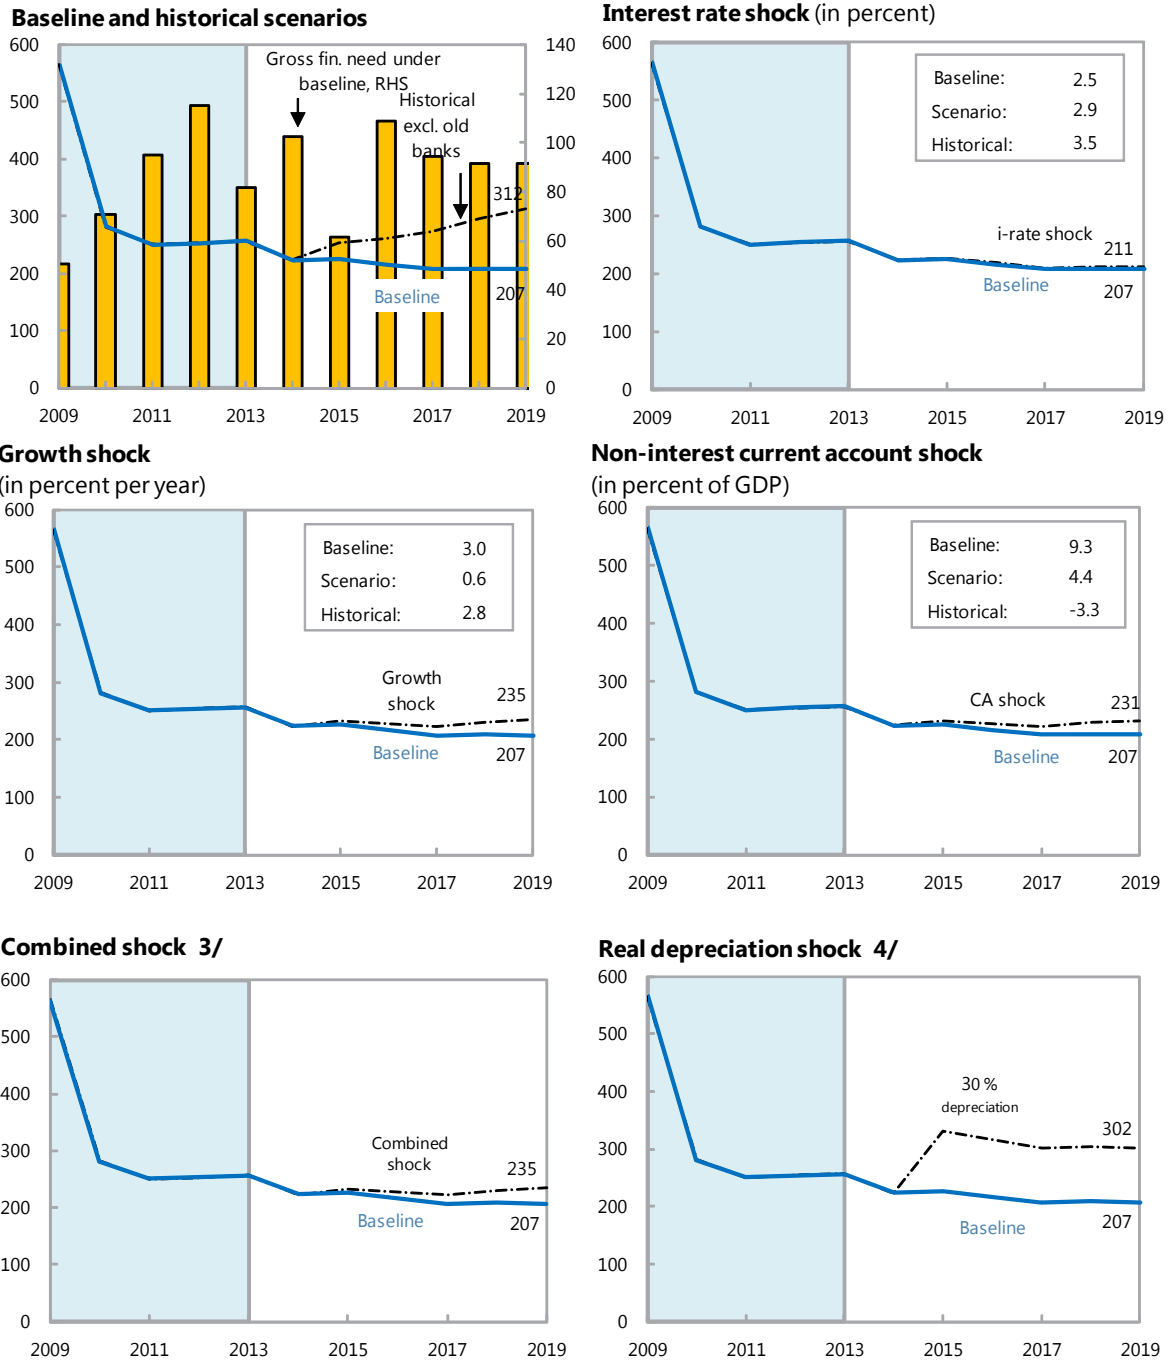 Baseline and historical scenarios
600
500
400
300
200
100
0
140
120
100
80
60
40
20
0
Gross fin. need under
baseline, RHS
Historical
excl. old
banks
312
Baseline
207
2009
2011
2013
2015
2017
2019
Interest rate shock (in percent)
600
500
400
300
200
100
0
Baseline: 2.5
Scenario: 2.9
Historical: 3.5
i-rate shock
211
Baseline
207
2009
2011
2013
2015
2017
2019
Growth shock
(in percent per year)
600
500
400
300
200
100
0
Baseline: 3.0
Scenario: 0.6
Historical: 2.8
Growth
shock
235
Baseline
207
2009
2011
2013
2015
2017
2019
Non-interest current account shock
(in percent of GDP)
600
500
400
300
200
100
0
Baseline: 9.3
Scenario: 4.4
Historical: -3.3
CA shock
231
Baseline
207
2009
2011
2013
2015
2017
2019
Combined shock 3/
600
500
400
300
200
100
0
Combined
shock
235
Baseline
207
2009
2011
2013
2015
2017
2019
Real depreciation shock 4/
600
500
400
300
200
100
0
30 %
depreciation
302
Baseline
207
2009
2011
2013
2015
2017
2019